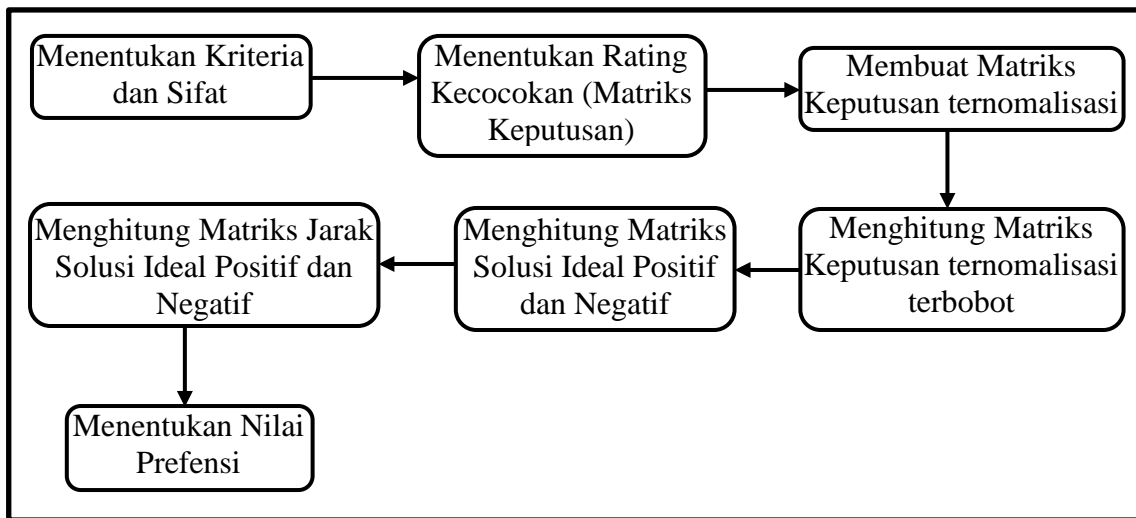 Menentukan Kriteria
dan Sifat
Menentukan Rating
Kecocokan (Matriks
Keputusan)
Membuat Matriks
Keputusan ternomalisasi
Menghitung Matriks
Keputusan ternomalisasi
terbobot
Menghitung Matriks
Solusi Ideal Positif
dan Negatif
Menghitung Matriks Jarak
Solusi Ideal Positif dan
Negatif
Menentukan Nilai
Prefensi